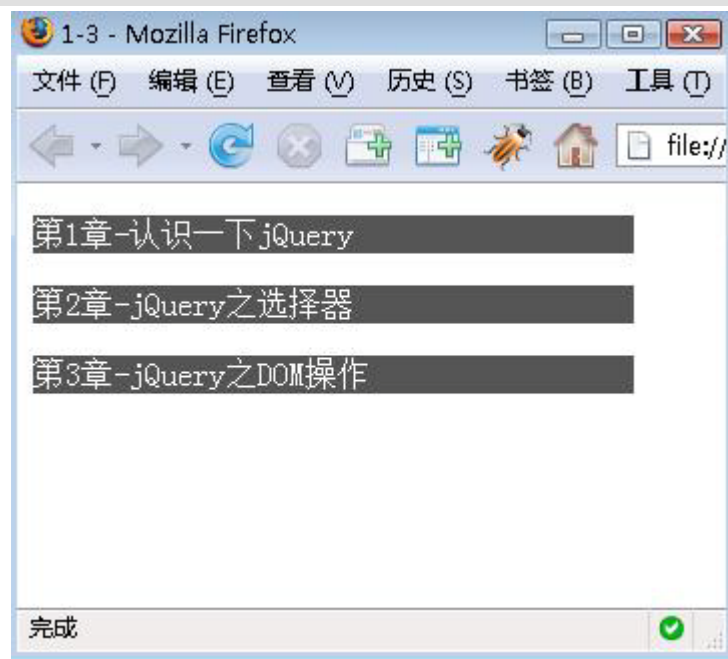 1-3 - Mozilla Firefox
文件 (F) 编辑 (E) 查看 (V) 历史 (S) 书签 (B) 工具 (T)
file://
第1章-认识一下jQuery
第2章-jQuery之选择器
第3章-jQuery之DOM操作
完成